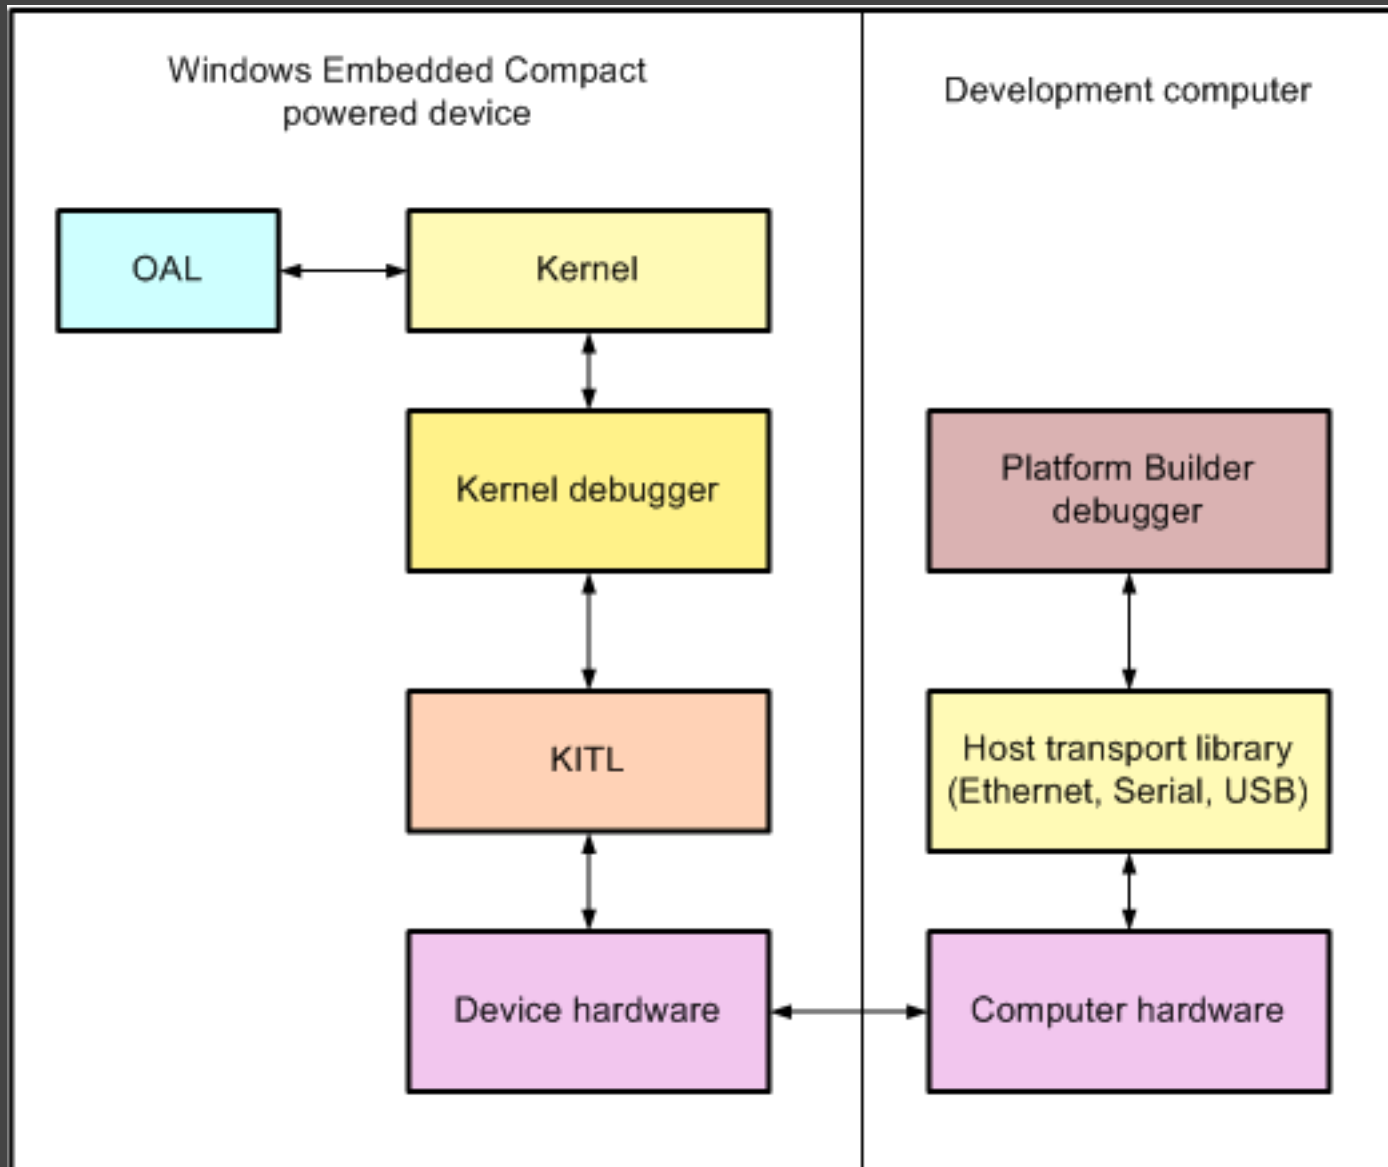 Windows Embedded Compact
powered device
Development computer
OAL
Kernel
Kernel debugger
Platform Builder
debugger
KITL
Host transport library
(Ethernet, Serial, USB)
Device hardware
Computer hardware